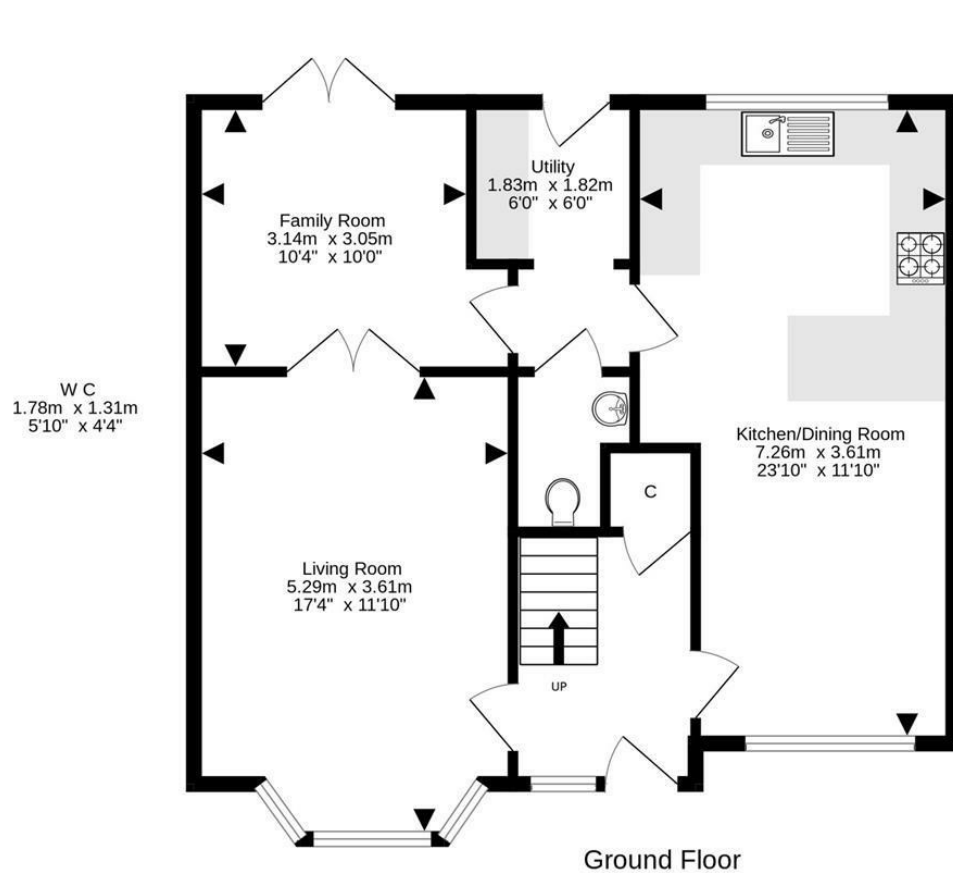 Utility
1.83m x 1.82m
6'0" x 6'0"
Family Room
3.14m x 3.05m
10'4" x 10'0"
W C
1.78m x 1.31m
5'10" x 4'4"
Kitchen/Dining Room
7.26m x 3.61m
23'10" x 11'10"
C
Living Room
5.29m x 3.61m
17'4" x 11'10"
UP
Ground Floor